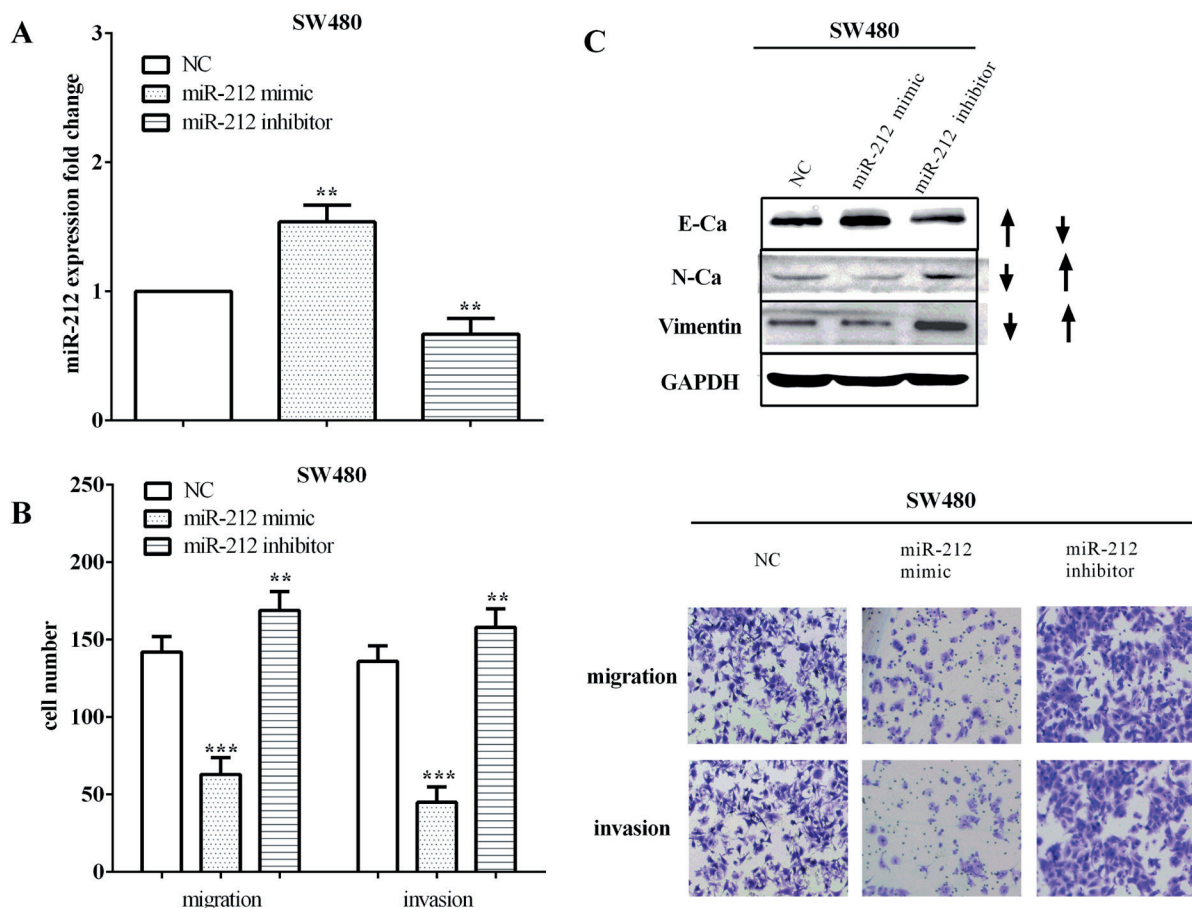 A
SW480
3
2
1
0
miR-212 expression fold change
NC
miR-212 mimic
miR-212 inhibitor
**
**
C
SW480
NC
miR-212 mimic
miR-212 inhibitor
E-Ca
N-Ca
Vimentin
GAPDH
B
SW480
250
200
150
100
50
0
cell number
NC
miR-212 mimic
miR-212 inhibitor
***
**
***
**
migration
invasion
SW480
NC
miR-212
mimic
miR-212
inhibitor
migration
invasion